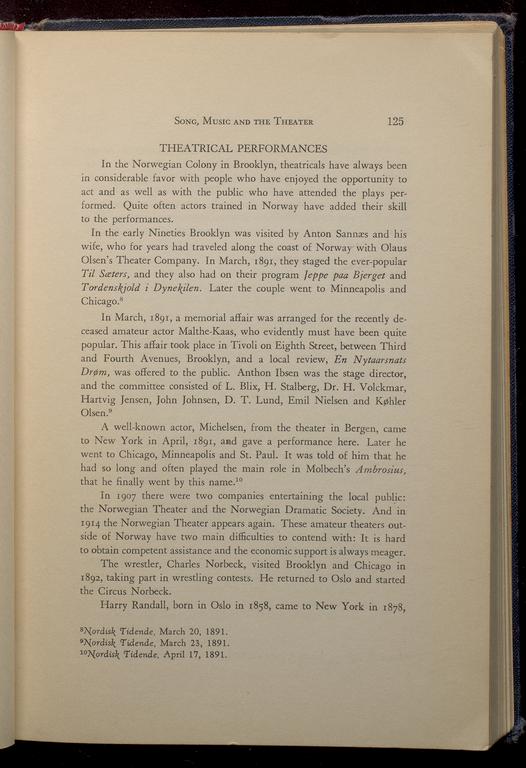 Song, Music and the Theater 125
THEATRICAL PERFORMANCES
In the Norwegian Colony in Brooklyn, theatricals have always been
in considerable favor with people who have enjoyed the opportunity to
act and as well as with the public who have attended the plays per-
formed. Quite often actors trained in Norway have added their skill
to the performances.
In the early Nineties Brooklyn was visited by Anton Sannæs and his
wife, who for years had traveled along the coast of Norway with Olaus
Olsen's Theater Company. In March, 1891, they staged the ever-popular
Til Sæters, and they also had on their program Jeppe paa Bjerget and
Tordenskjold i Dynekilen. Later the couple went to Minneapolis and
Chicago.⁸
In March, 1891, a memorial affair was arranged for the recently de-
ceased amateur actor Malthe-Kaas, who evidently must have been quite
popular. This affair took place in Tivoli on Eighth Street, between Third
and Fourth Avenues, Brooklyn, and a local review, En Nytaarsnats
Drøm, was offered to the public. Anthon Ibsen was the stage director,
and the committee consisted of L. Blix, H. Stalberg, Dr. H. Volckmar,
Hartvig Jensen, John Johnsen, D. T. Lund, Emil Nielsen and Køhler
Olsen.⁹
A well-known actor, Michelsen, from the theater in Bergen, came
to New York in April, 1891, and gave a performance here. Later he
went to Chicago, Minneapolis and St. Paul. It was told of him that he
had so long and often played the main role in Molbech's Ambrosius,
that he finally went by this name.¹⁰
In 1907 there were two companies entertaining the local public:
the Norwegian Theater and the Norwegian Dramatic Society. And in
1914 the Norwegian Theater appears again. These amateur theaters out-
side of Norway have two main difficulties to contend with: It is hard
to obtain competent assistance and the economic support is always meager.
The wrestler, Charles Norbeck, visited Brooklyn and Chicago in
1892, taking part in wrestling contests. He returned to Oslo and started
the Circus Norbeck.
Harry Randall, born in Oslo in 1858, came to New York in 1878,
⁸Nordisk Tidende, March 20, 1891.
⁹Nordisk Tidende, March 23, 1891.
¹⁰Nordisk Tidende, April 17, 1891.